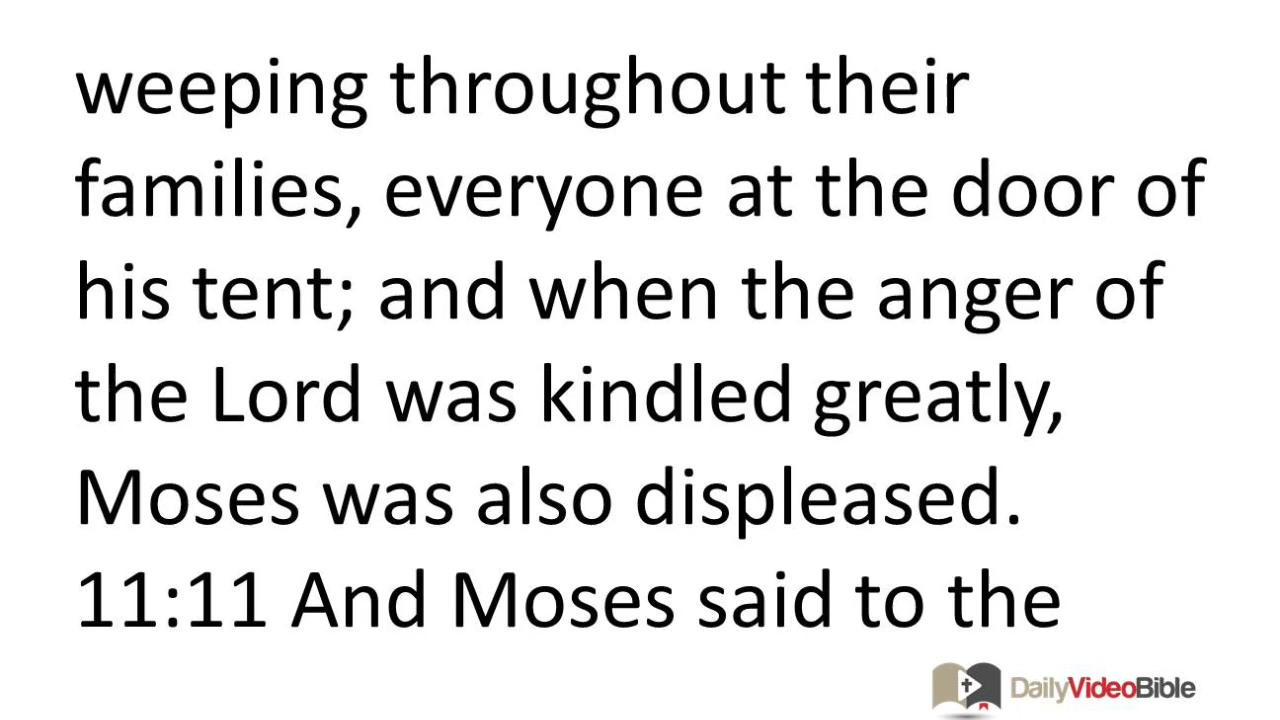 weeping throughout their
families, everyone at the door of
his tent; and when the anger of
the Lord was kindled greatly,
Moses was also displeased.
11:11 And Moses said to the
DailyVideoBible